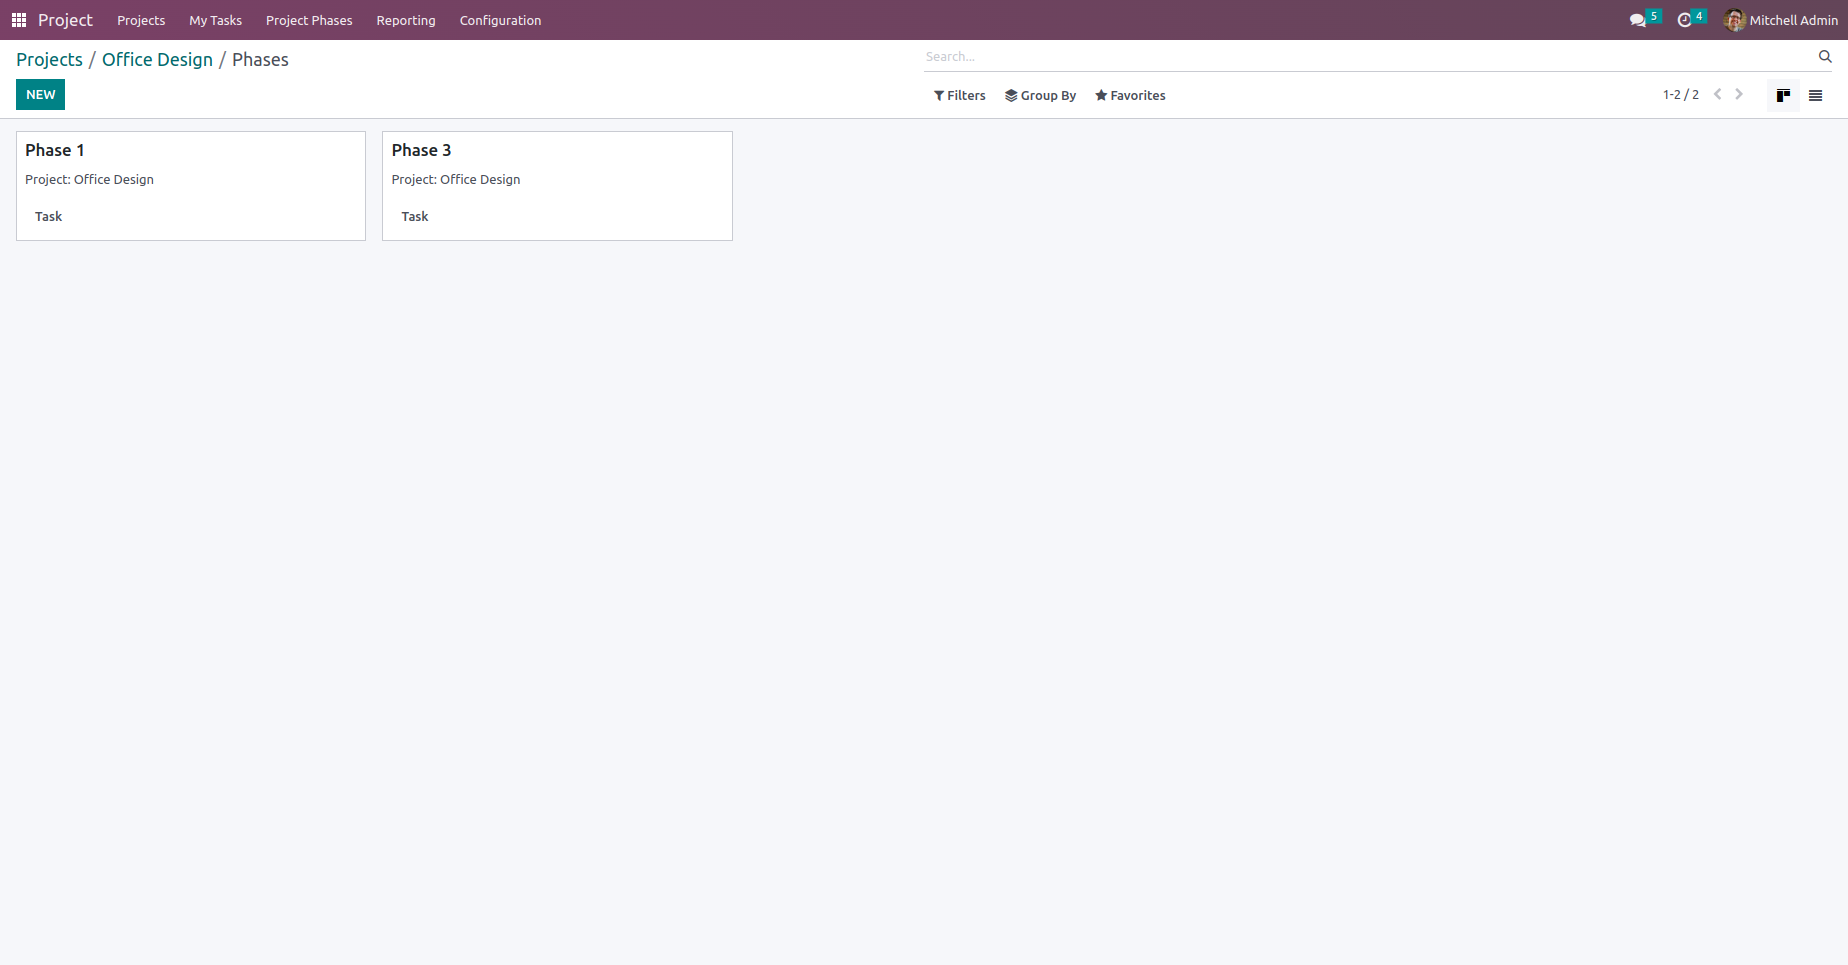 Project Projects My Tasks Project Phases Reporting Configuration 5 4 Mitchell Admin
Projects / Office Design / Phases Search...
NEW Filters Group By Favorites 1-2 / 2
Phase 1
Project: Office Design
Task
Phase 3
Project: Office Design
Task